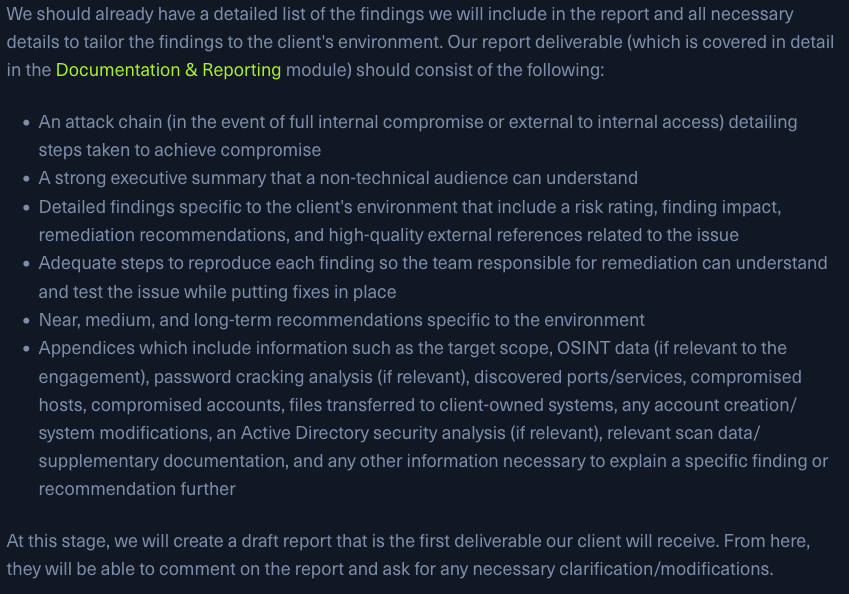 We should already have a detailed list of the findings we will include in the report and all necessary
details to tailor the findings to the client's environment. Our report deliverable (which is covered in detail
in the Documentation & Reporting module) should consist of the following:
• An attack chain (in the event of full internal compromise or external to internal access) detailing
steps taken to achieve compromise
• A strong executive summary that a non-technical audience can understand
• Detailed findings specific to the client's environment that include a risk rating, finding impact,
remediation recommendations, and high-quality external references related to the issue
• Adequate steps to reproduce each finding so the team responsible for remediation can understand
and test the issue while putting fixes in place
• Near, medium, and long-term recommendations specific to the environment
• Appendices which include information such as the target scope, OSINT data (if relevant to the
engagement), password cracking analysis (if relevant), discovered ports/services, compromised
hosts, compromised accounts, files transferred to client-owned systems, any account creation/
system modifications, an Active Directory security analysis (if relevant), relevant scan data/
supplementary documentation, and any other information necessary to explain a specific finding or
recommendation further
At this stage, we will create a draft report that is the first deliverable our client will receive. From here,
they will be able to comment on the report and ask for any necessary clarification/modifications.